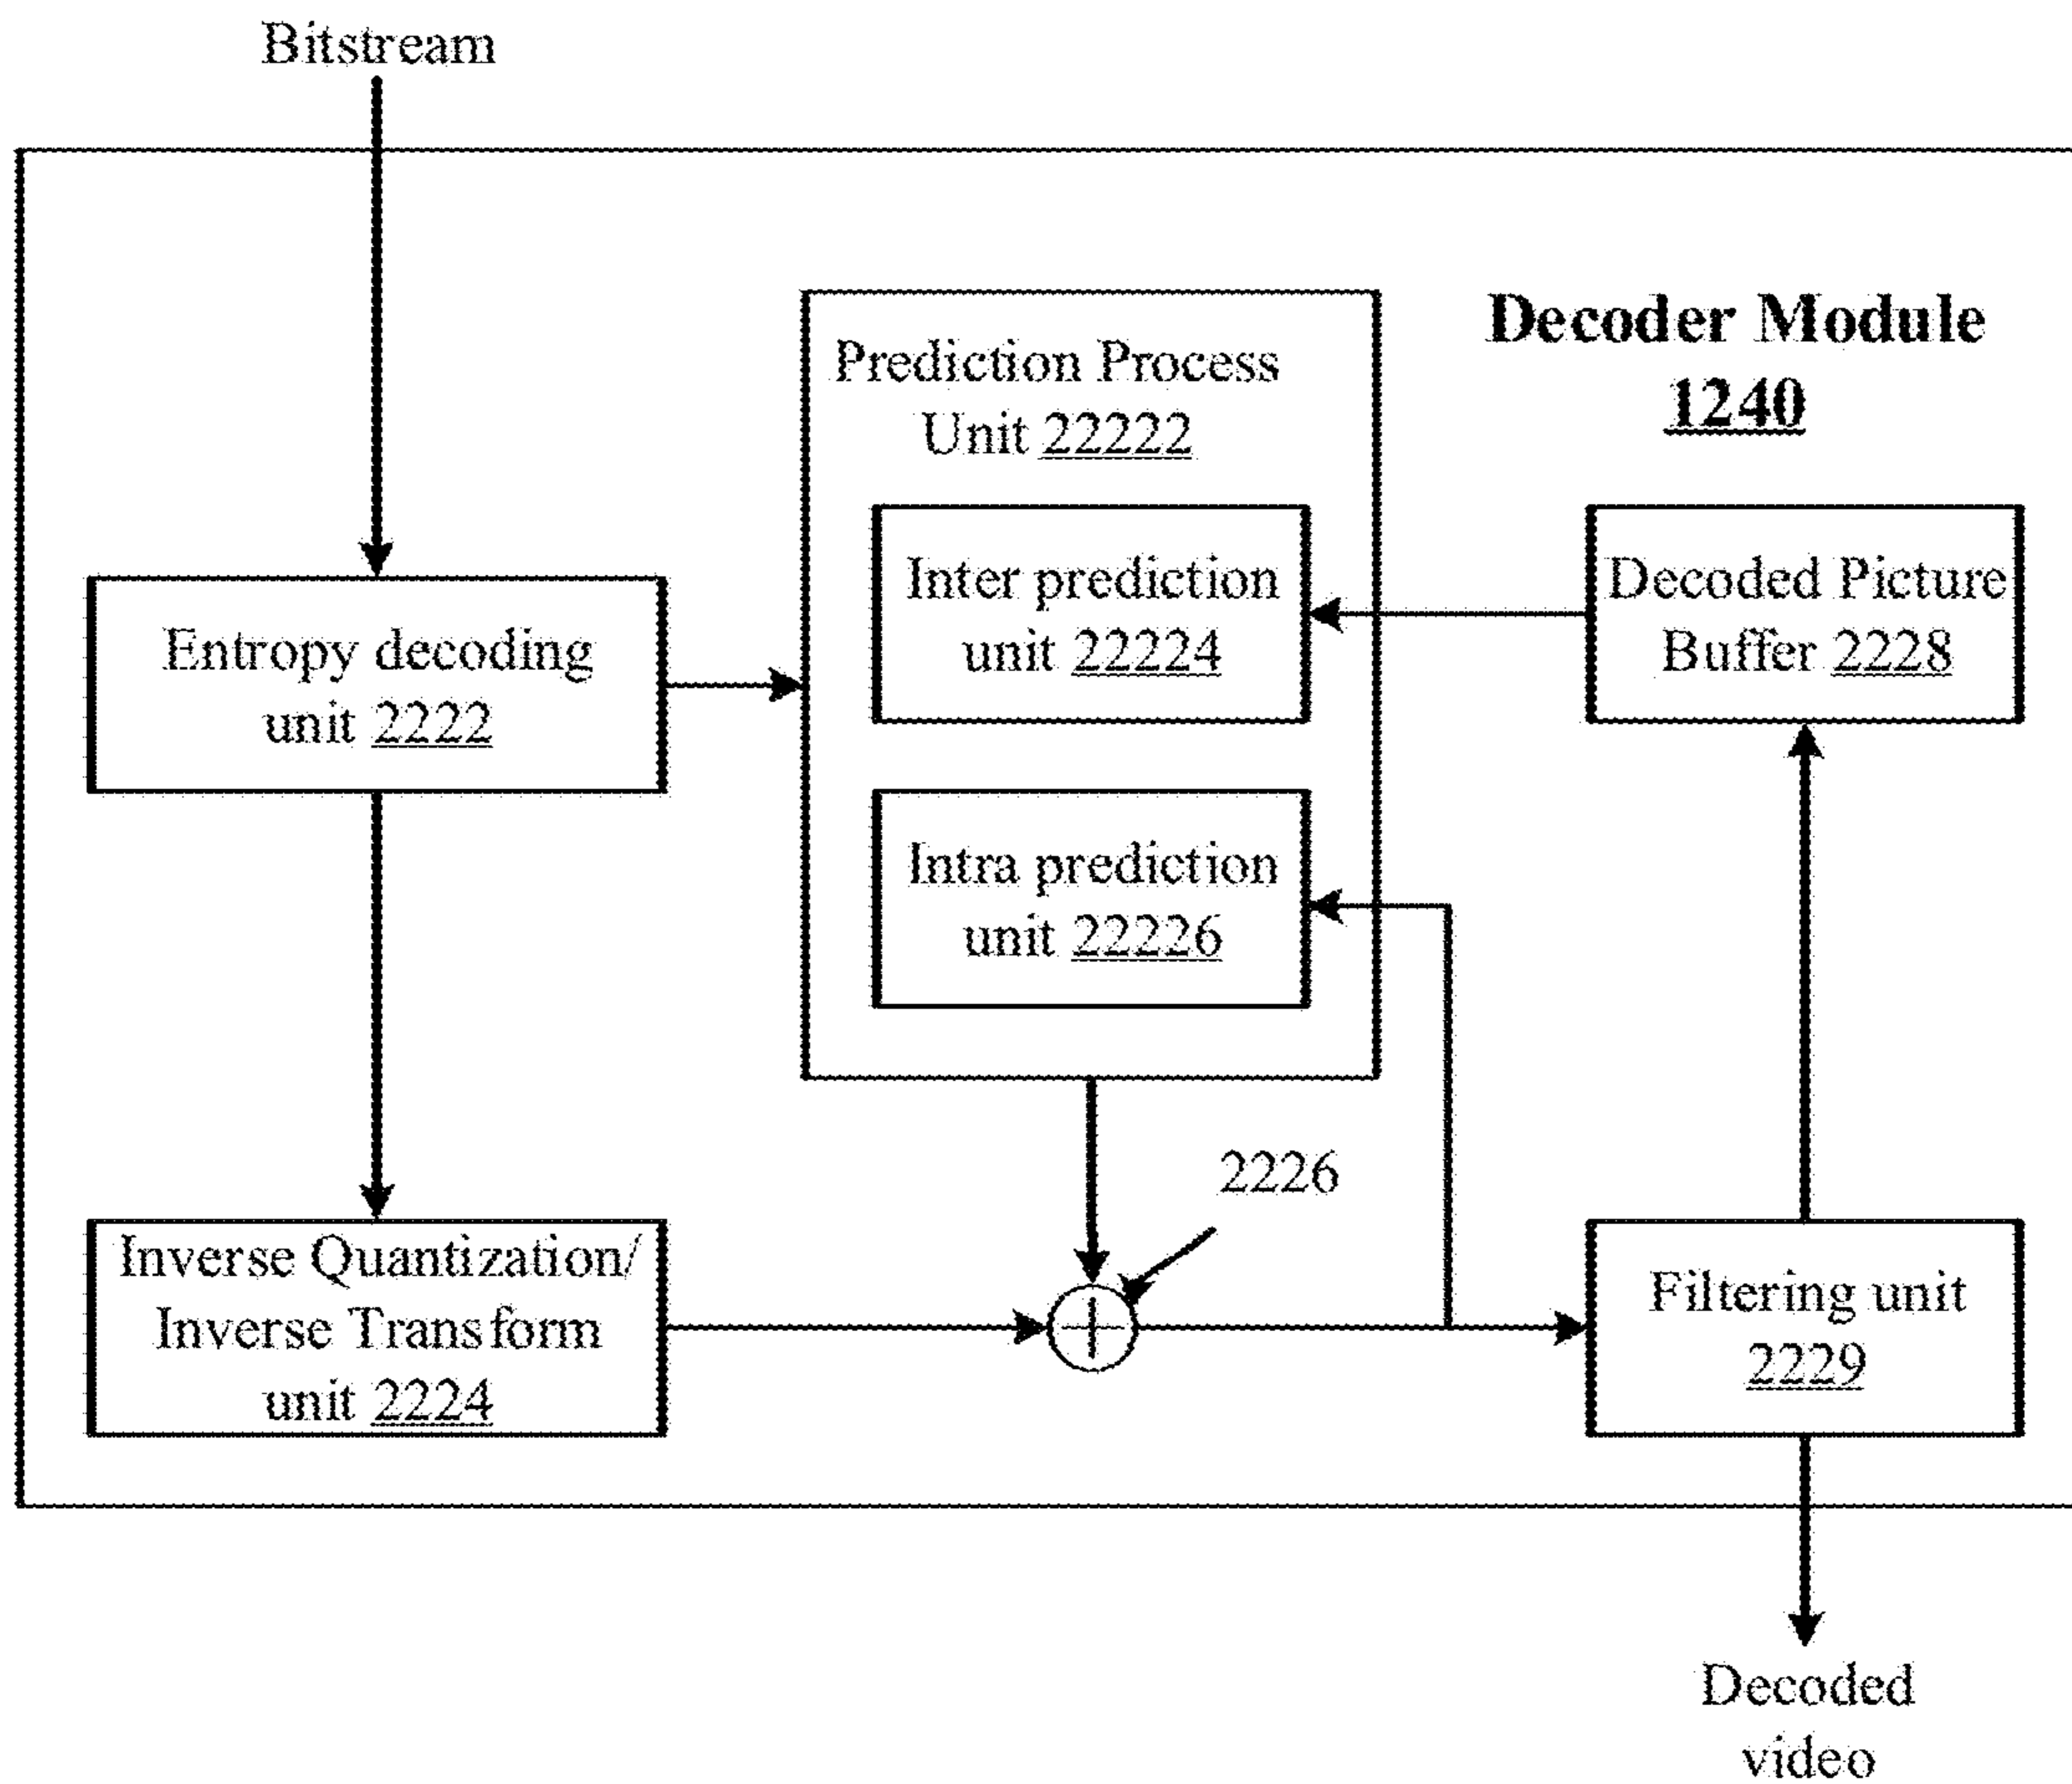 Bitstream
Decoder Module
1240
Prediction Process
Unit 22222
Inter prediction
unit 22224
Decoded Picture
Buffer 2228
Entropy decoding
unit 2222
Intra prediction
unit 22226
2226
Inverse Quantization/
Inverse Transform
unit 2224
Filtering unit
2229
Decoded
video